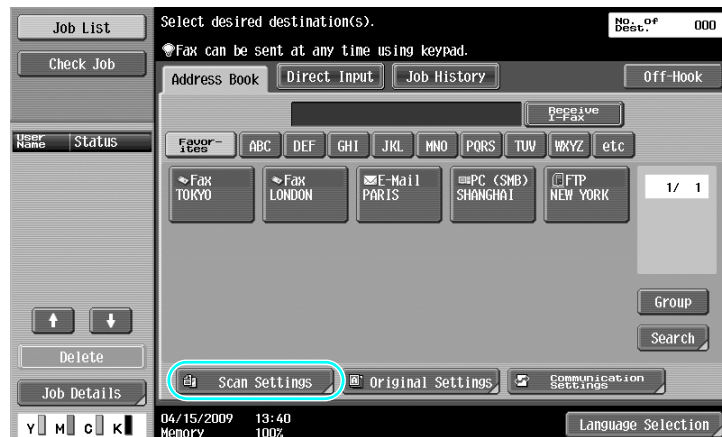 Job List
Check Job
User Name
Status
Delete
Job Details
Y M C K
Select desired destination(s).
No. of Dest.
000
Fax can be sent at any time using keypad.
Address Book
Direct Input
Job History
Off-Hook
Receive I-Fax
Favor-ites
ABC
DEF
GHI
JKL
MNO
PQRS
TUV
WXYZ
etc
Fax
TOKYO
Fax
LONDON
E-Mail
PARIS
PC (SMB)
SHANGHAI
FTP
NEW YORK
1/ 1
Group
Search
Scan Settings
Original Settings
Communication Settings
04/15/2009 13:40
Memory 100%
Language Selection